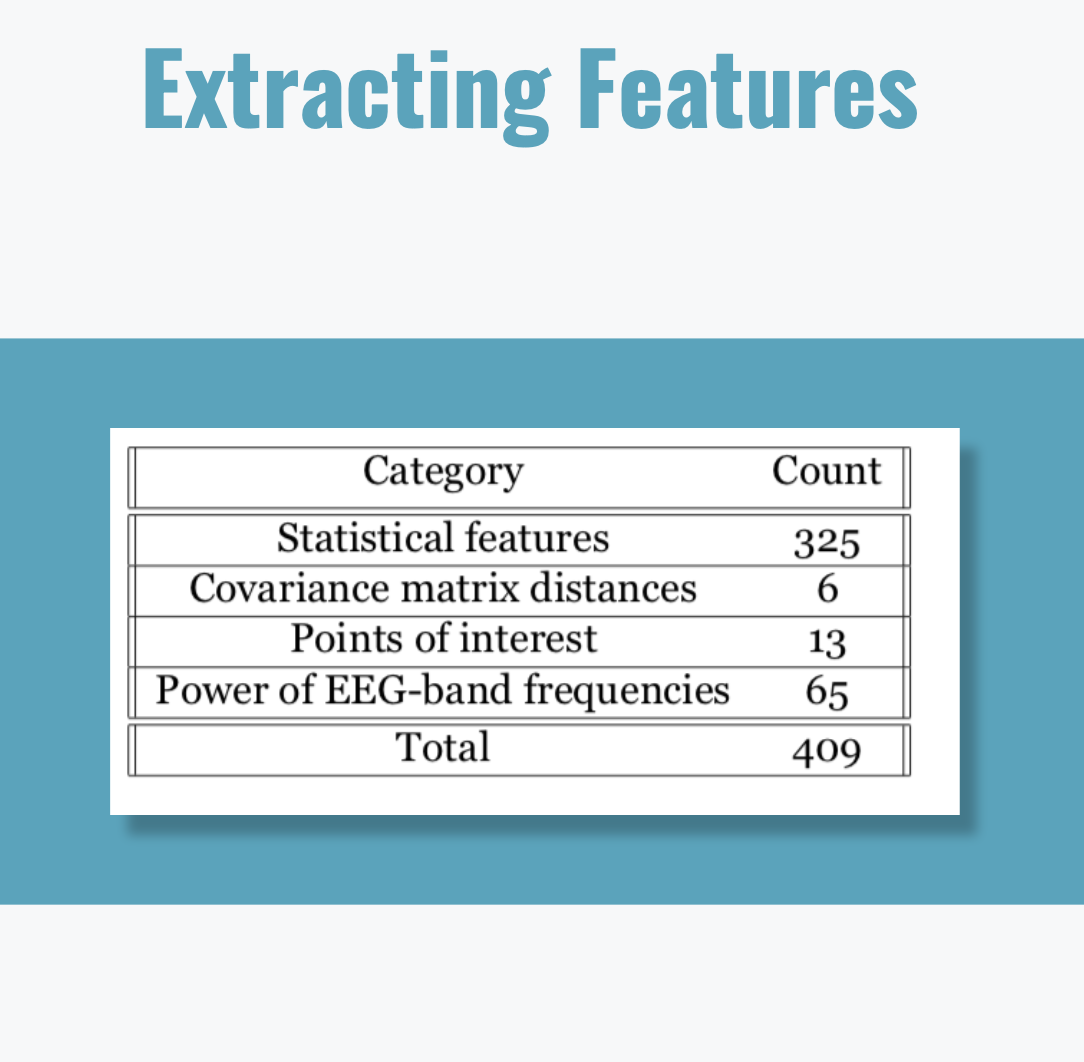 Extracting Features
Category Count
Statistical features 325
Covariance matrix distances 6
Points of interest 13
Power of EEG-band frequencies 65
Total 409